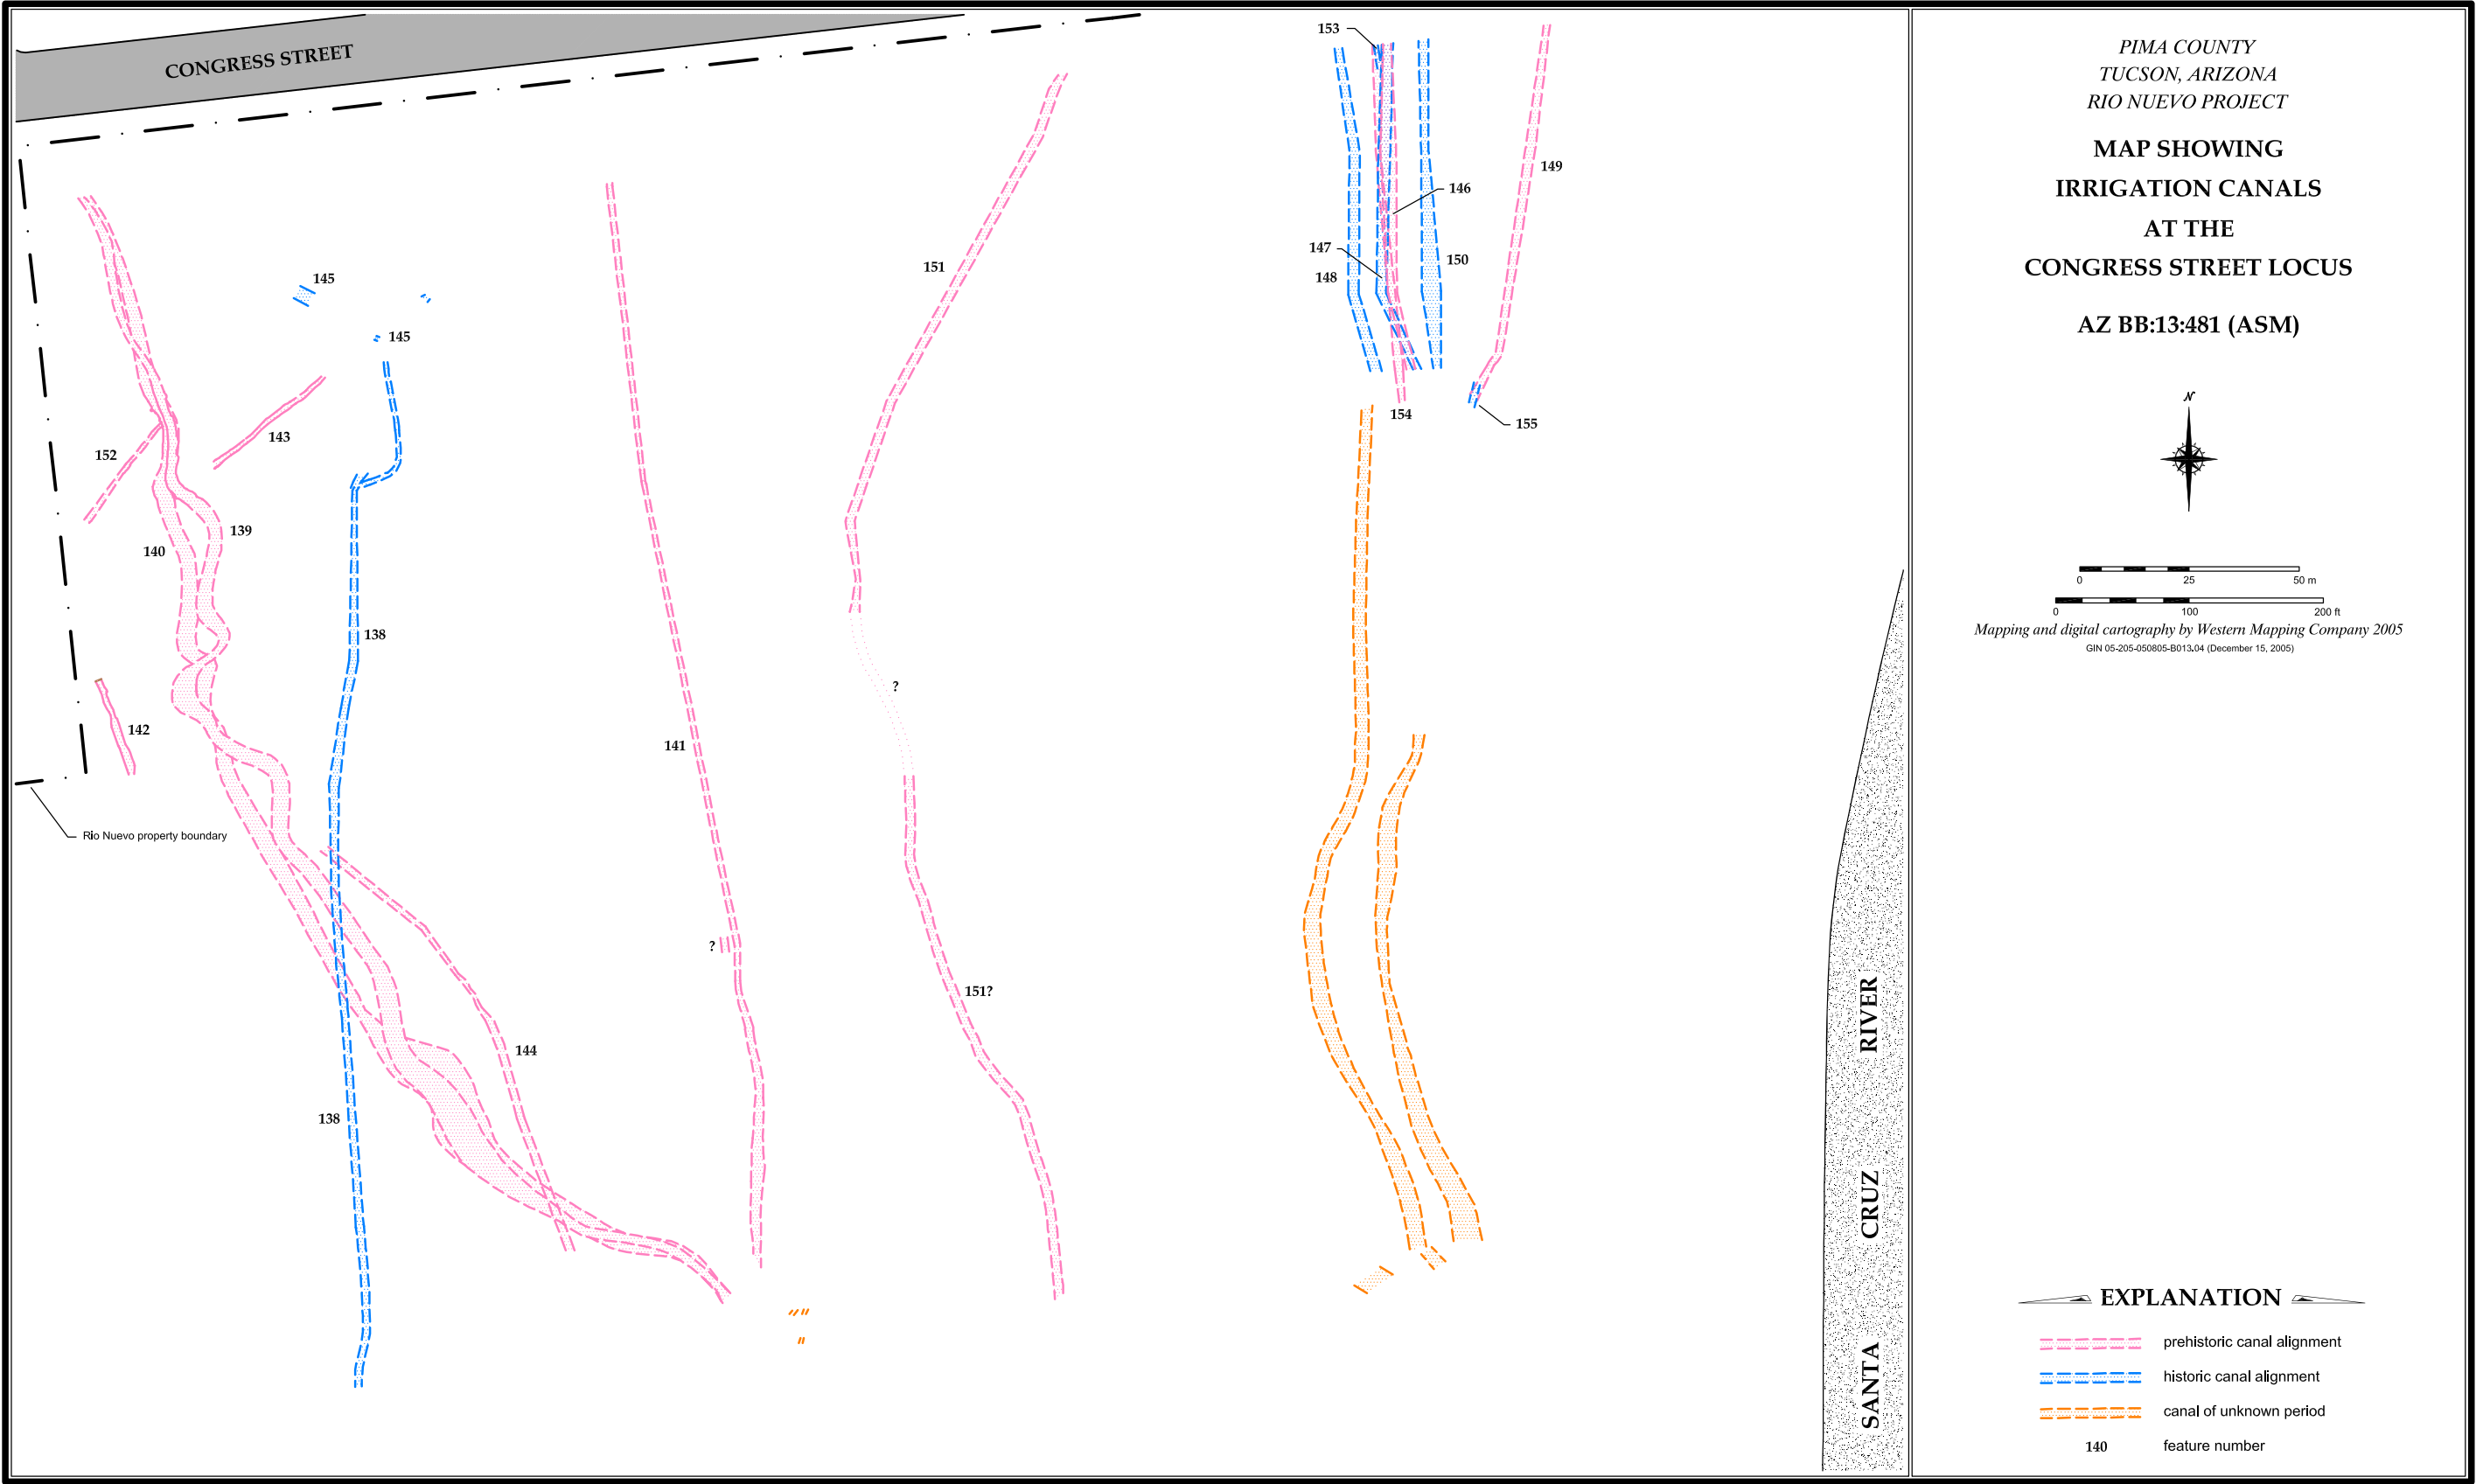 CONGRESS STREET
153
149
146
151
147
148
150
145
145
154
155
143
152
139
140
138
?
142
141
Rio Nuevo property boundary
?
151?
144
138
SANTA CRUZ RIVER
PIMA COUNTY
TUCSON, ARIZONA
RIO NUEVO PROJECT
MAP SHOWING
IRRIGATION CANALS
AT THE
CONGRESS STREET LOCUS
AZ BB:13:481 (ASM)
N
0 25 50 m
0 100 200 ft
Mapping and digital cartography by Western Mapping Company 2005
GIN 05-205-050805-B013.04 (December 15, 2005)
EXPLANATION
prehistoric canal alignment
historic canal alignment
canal of unknown period
140 feature number